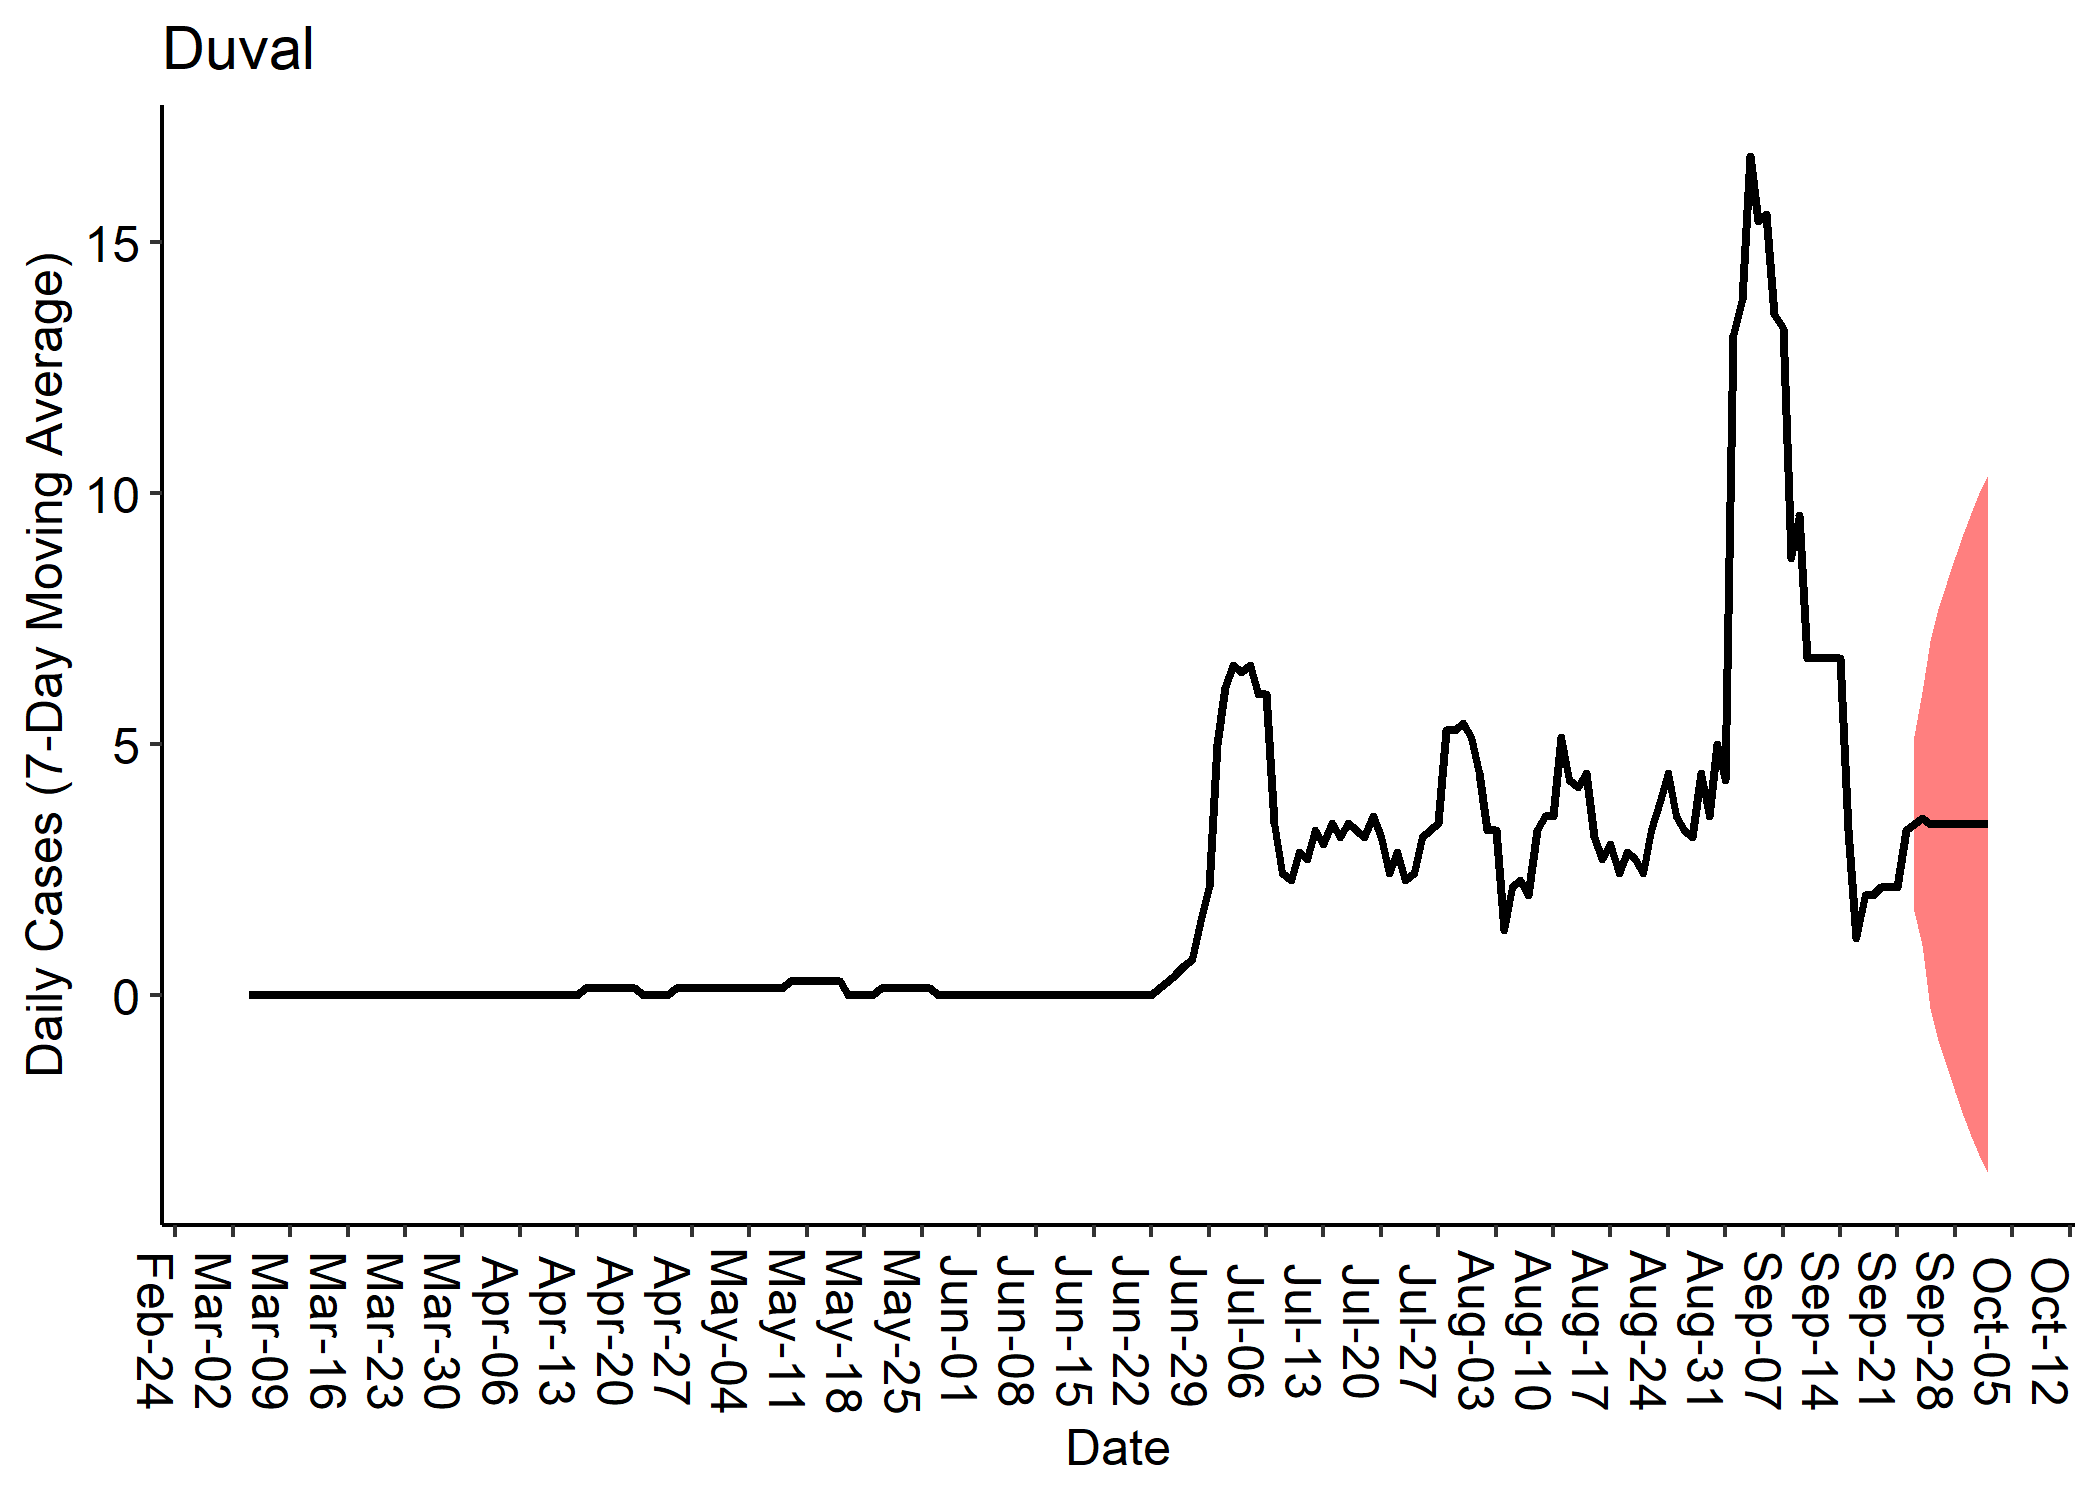 Duval
Daily Cases (7-Day Moving Average)
15
10
5
0
Feb-24
Mar-02
Mar-09
Mar-16
Mar-23
Mar-30
Apr-06
Apr-13
Apr-20
Apr-27
May-04
May-11
May-18
May-25
Jun-01
Jun-08
Jun-15
Jun-22
Jun-29
Jul-06
Jul-13
Jul-20
Jul-27
Aug-03
Aug-10
Aug-17
Aug-24
Aug-31
Sep-07
Sep-14
Sep-21
Sep-28
Oct-05
Oct-12
Date